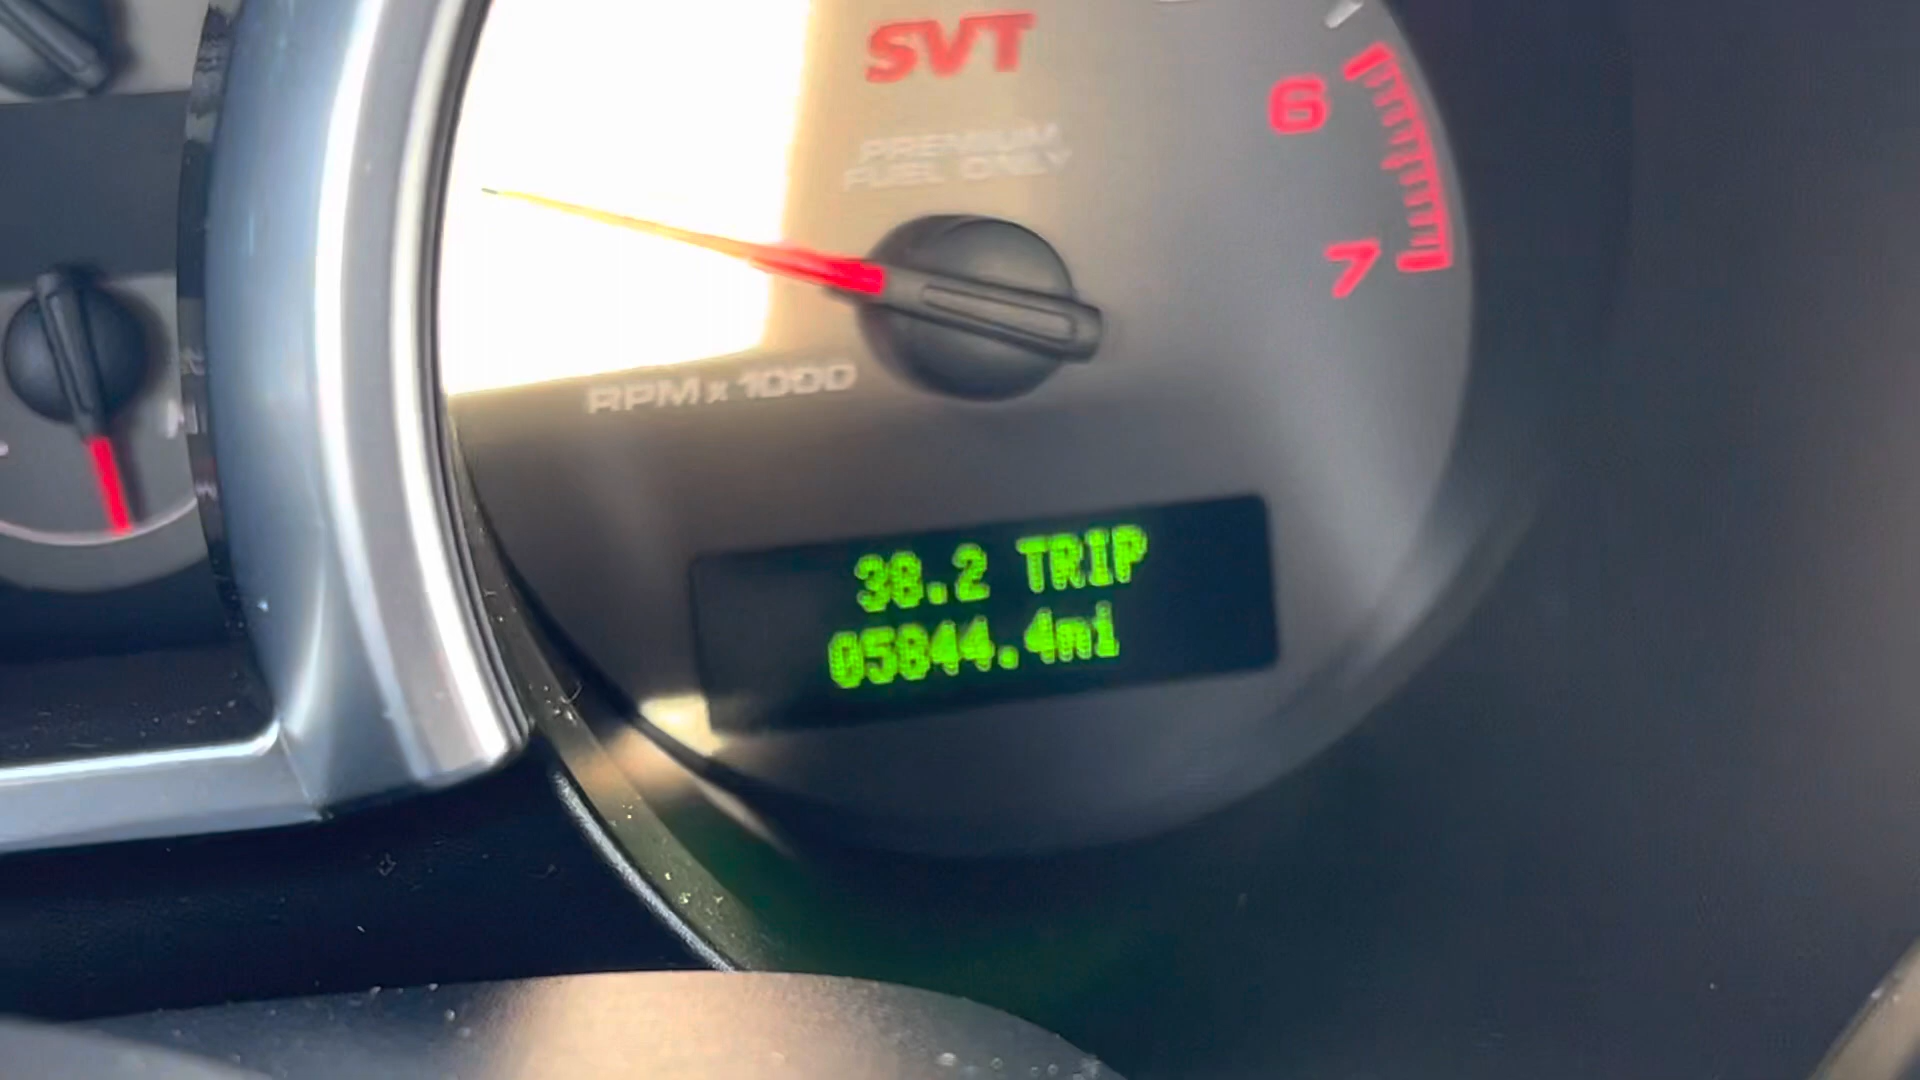 SVT
6
PREMIUM
FUEL ONLY
7
RPM x 1000
38.2 TRIP
05844.4mi